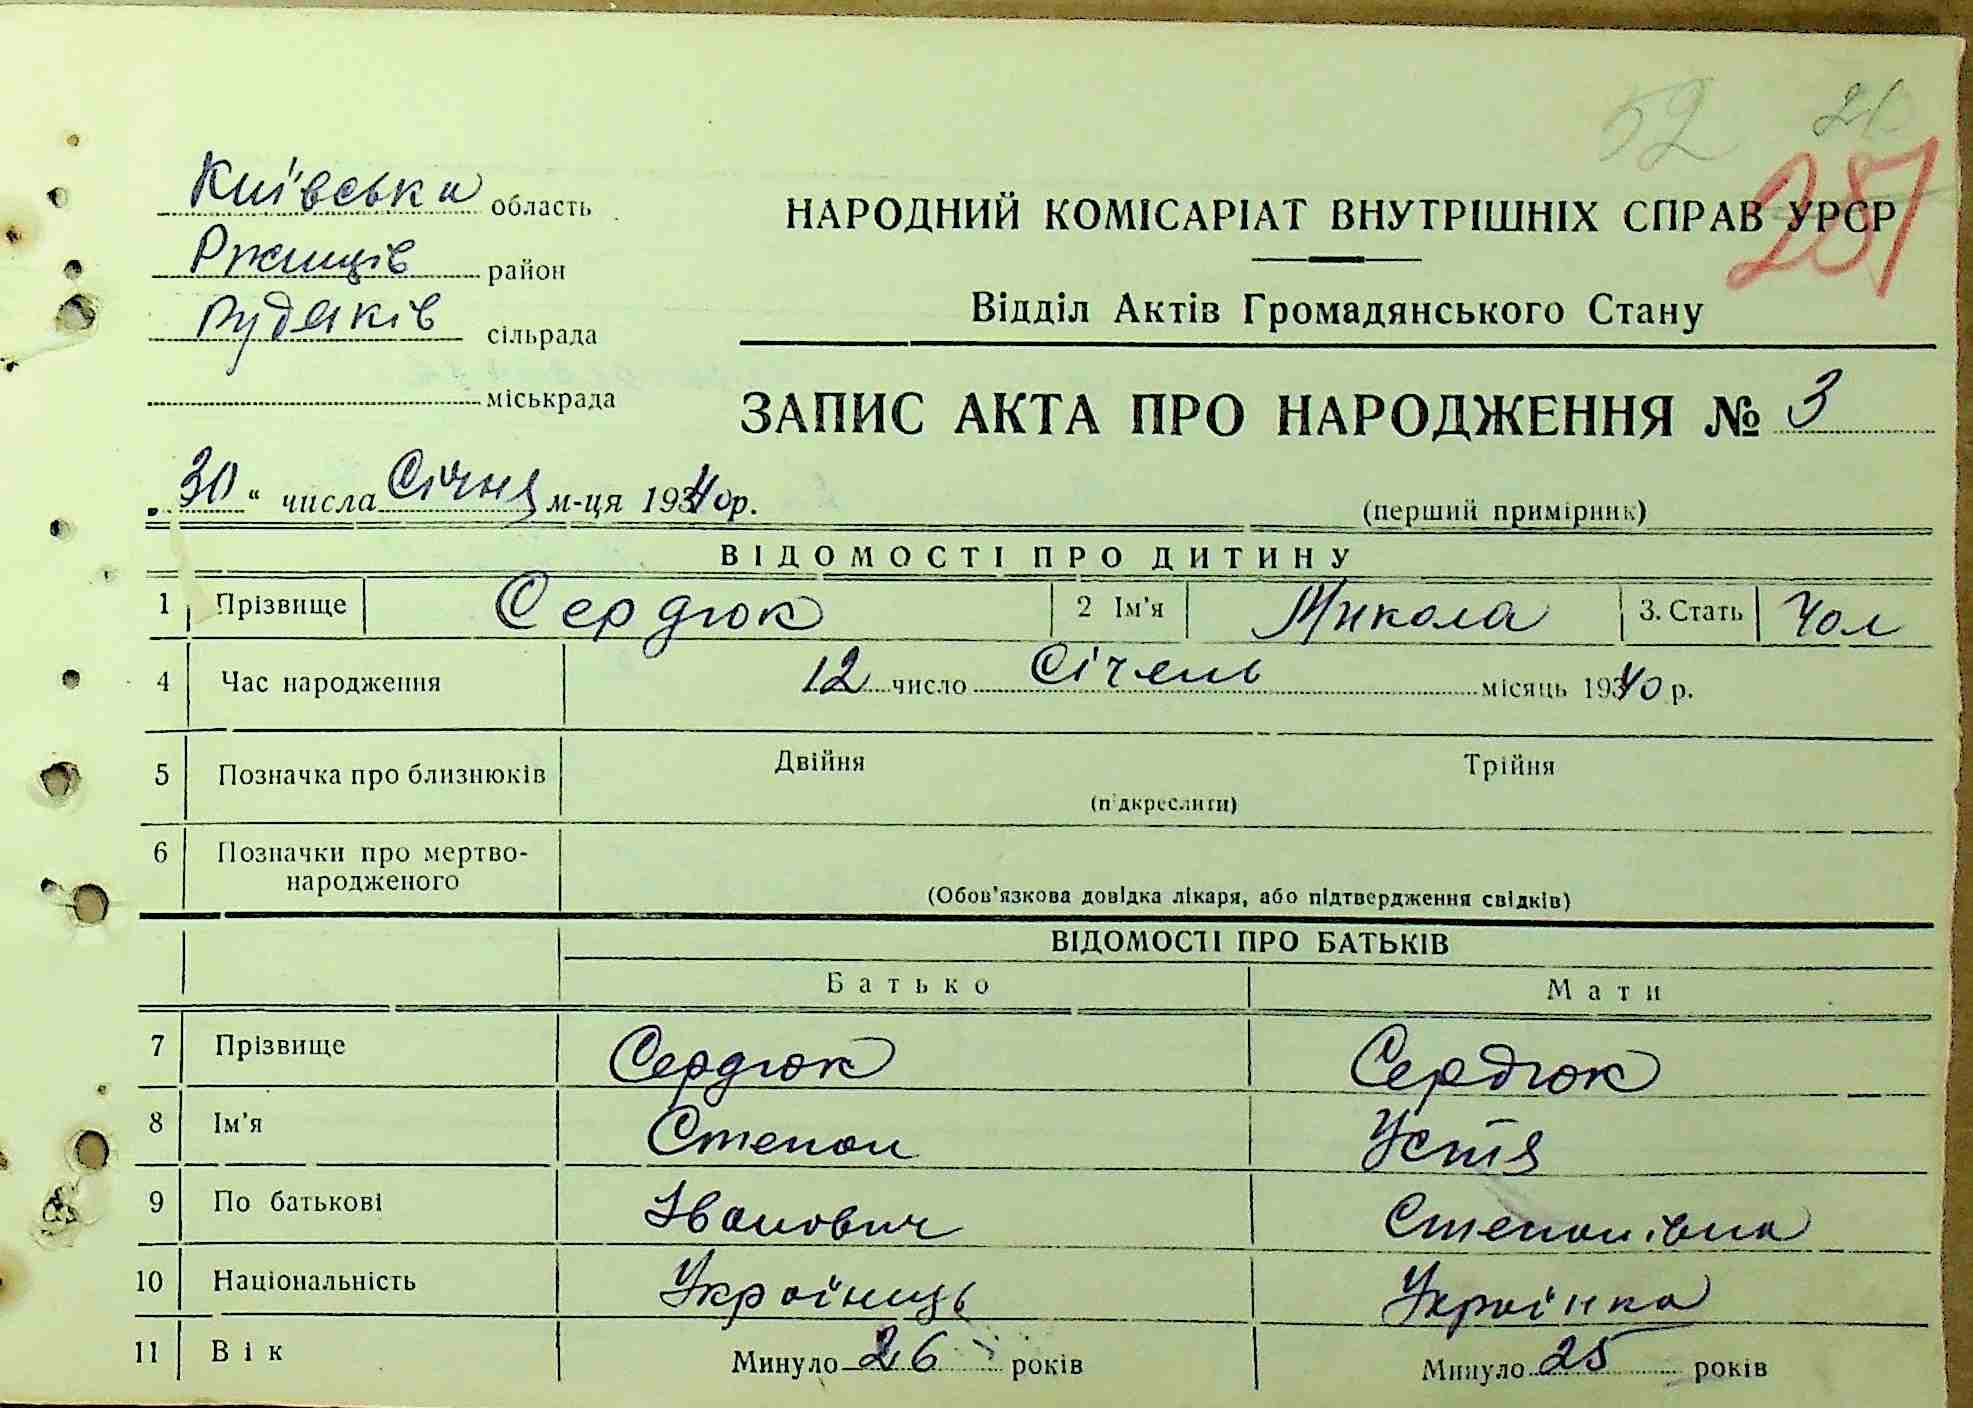 52 26
281
Київська область
Ржищів район
Рудяків сільрада
міськрада
НАРОДНИЙ КОМІСАРІАТ ВНУТРІШНІХ СПРАВ УРСР
Відділ Актів Громадянського Стану
ЗАПИС АКТА ПРО НАРОДЖЕННЯ № 3
„30“ числа Січня м-ця 1940р.
(перший примірник)
ВІДОМОСТІ ПРО ДИТИНУ
1 Прізвище Сердюк 2 Ім'я Микола 3. Стать Чол
4 Час народження 12 число Січень місяць 1940 р.
5 Позначка про близнюків Двійня Трійня
(підкреслити)
6 Позначки про мертво-
народженого
(Обов'язкова довідка лікаря, або підтвердження свідків)
ВІДОМОСТІ ПРО БАТЬКІВ
Батько Мати
7 Прізвище Сердюк Сердюк
8 Ім'я Степан Устя
9 По батькові Іванович Степанівна
10 Національність Українець Українка
11 Вік Минуло 26 років Минуло 25 років